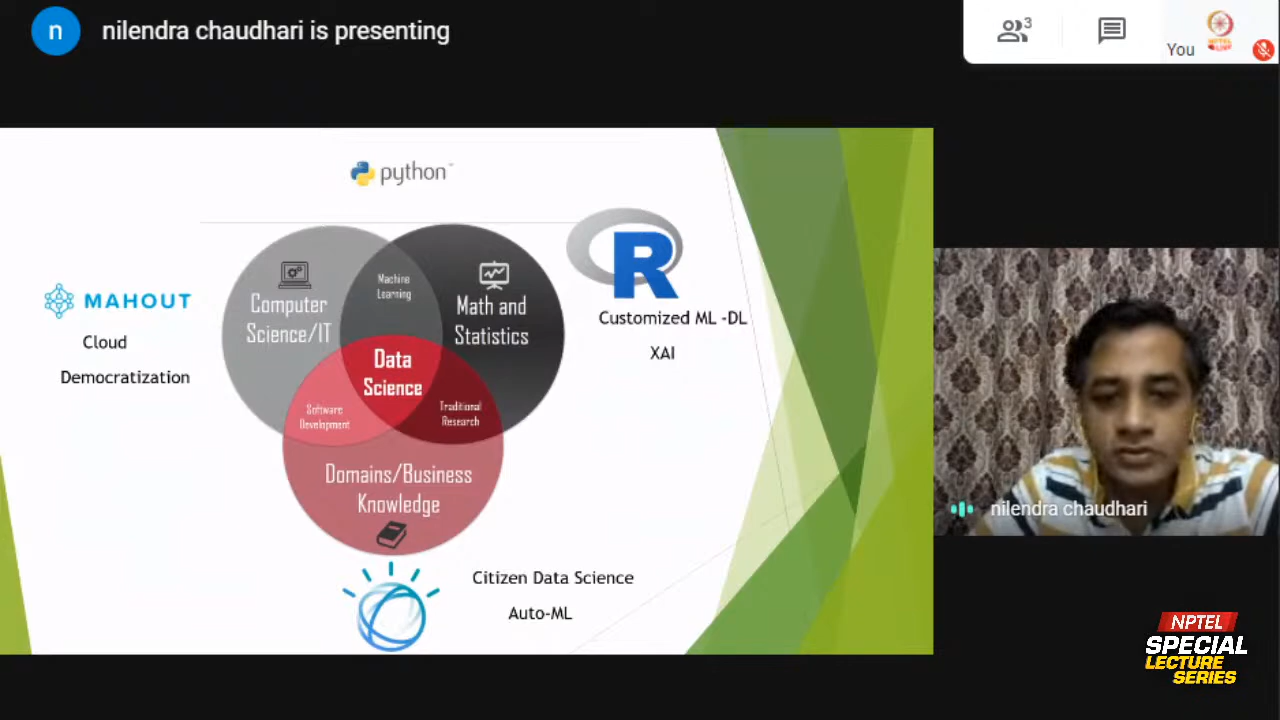 n
nilendra chaudhari is presenting
3
You
python
MAHOUT
Cloud
Democratization
Computer
Science/IT
Machine
Learning
Math and
Statistics
R
Customized ML -DL
XAI
Data
Science
Software
Development
Traditional
Research
Domains/Business
Knowledge
Citizen Data Science
Auto-ML
nilendra chaudhari
NPTEL
SPECIAL
LECTURE
SERIES